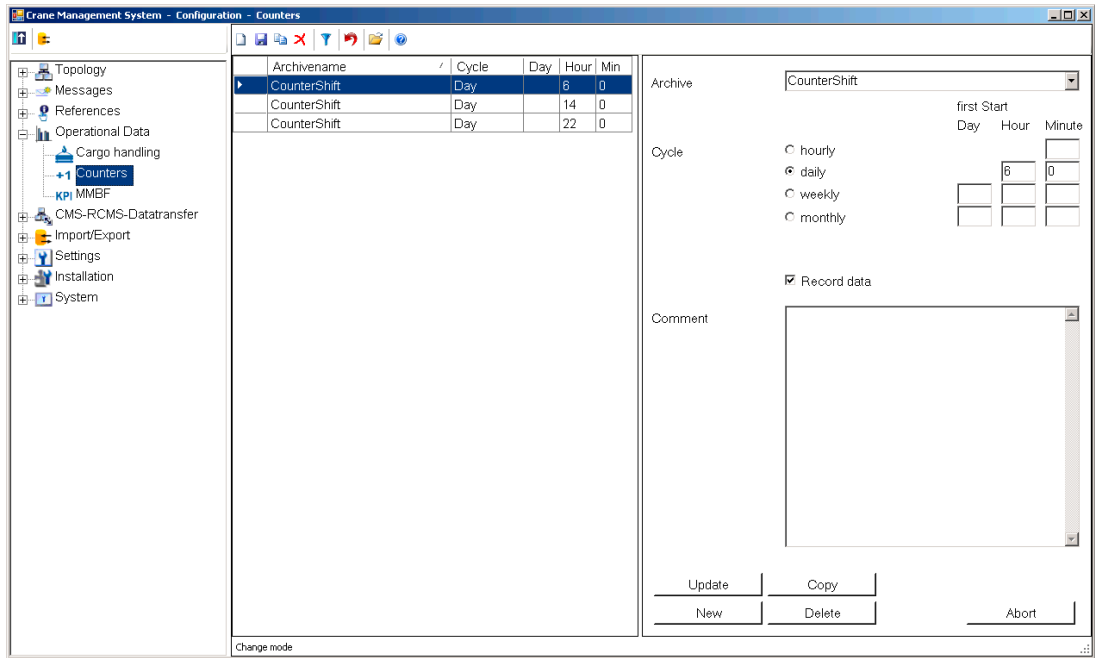 Crane Management System - Configuration - Counters
Topology
Messages
References
Operational Data
Cargo handling
+1 Counters
KPI MMBF
CMS-RCMS-Datatransfer
Import/Export
Settings
Installation
System
Archivename / Cycle Day Hour Min
CounterShift Day 6 0
CounterShift Day 14 0
CounterShift Day 22 0
Archive CounterShift
first Start
Day Hour Minute
Cycle hourly
daily 6 0
weekly
monthly
Record data
Comment
Update Copy
New Delete Abort
Change mode